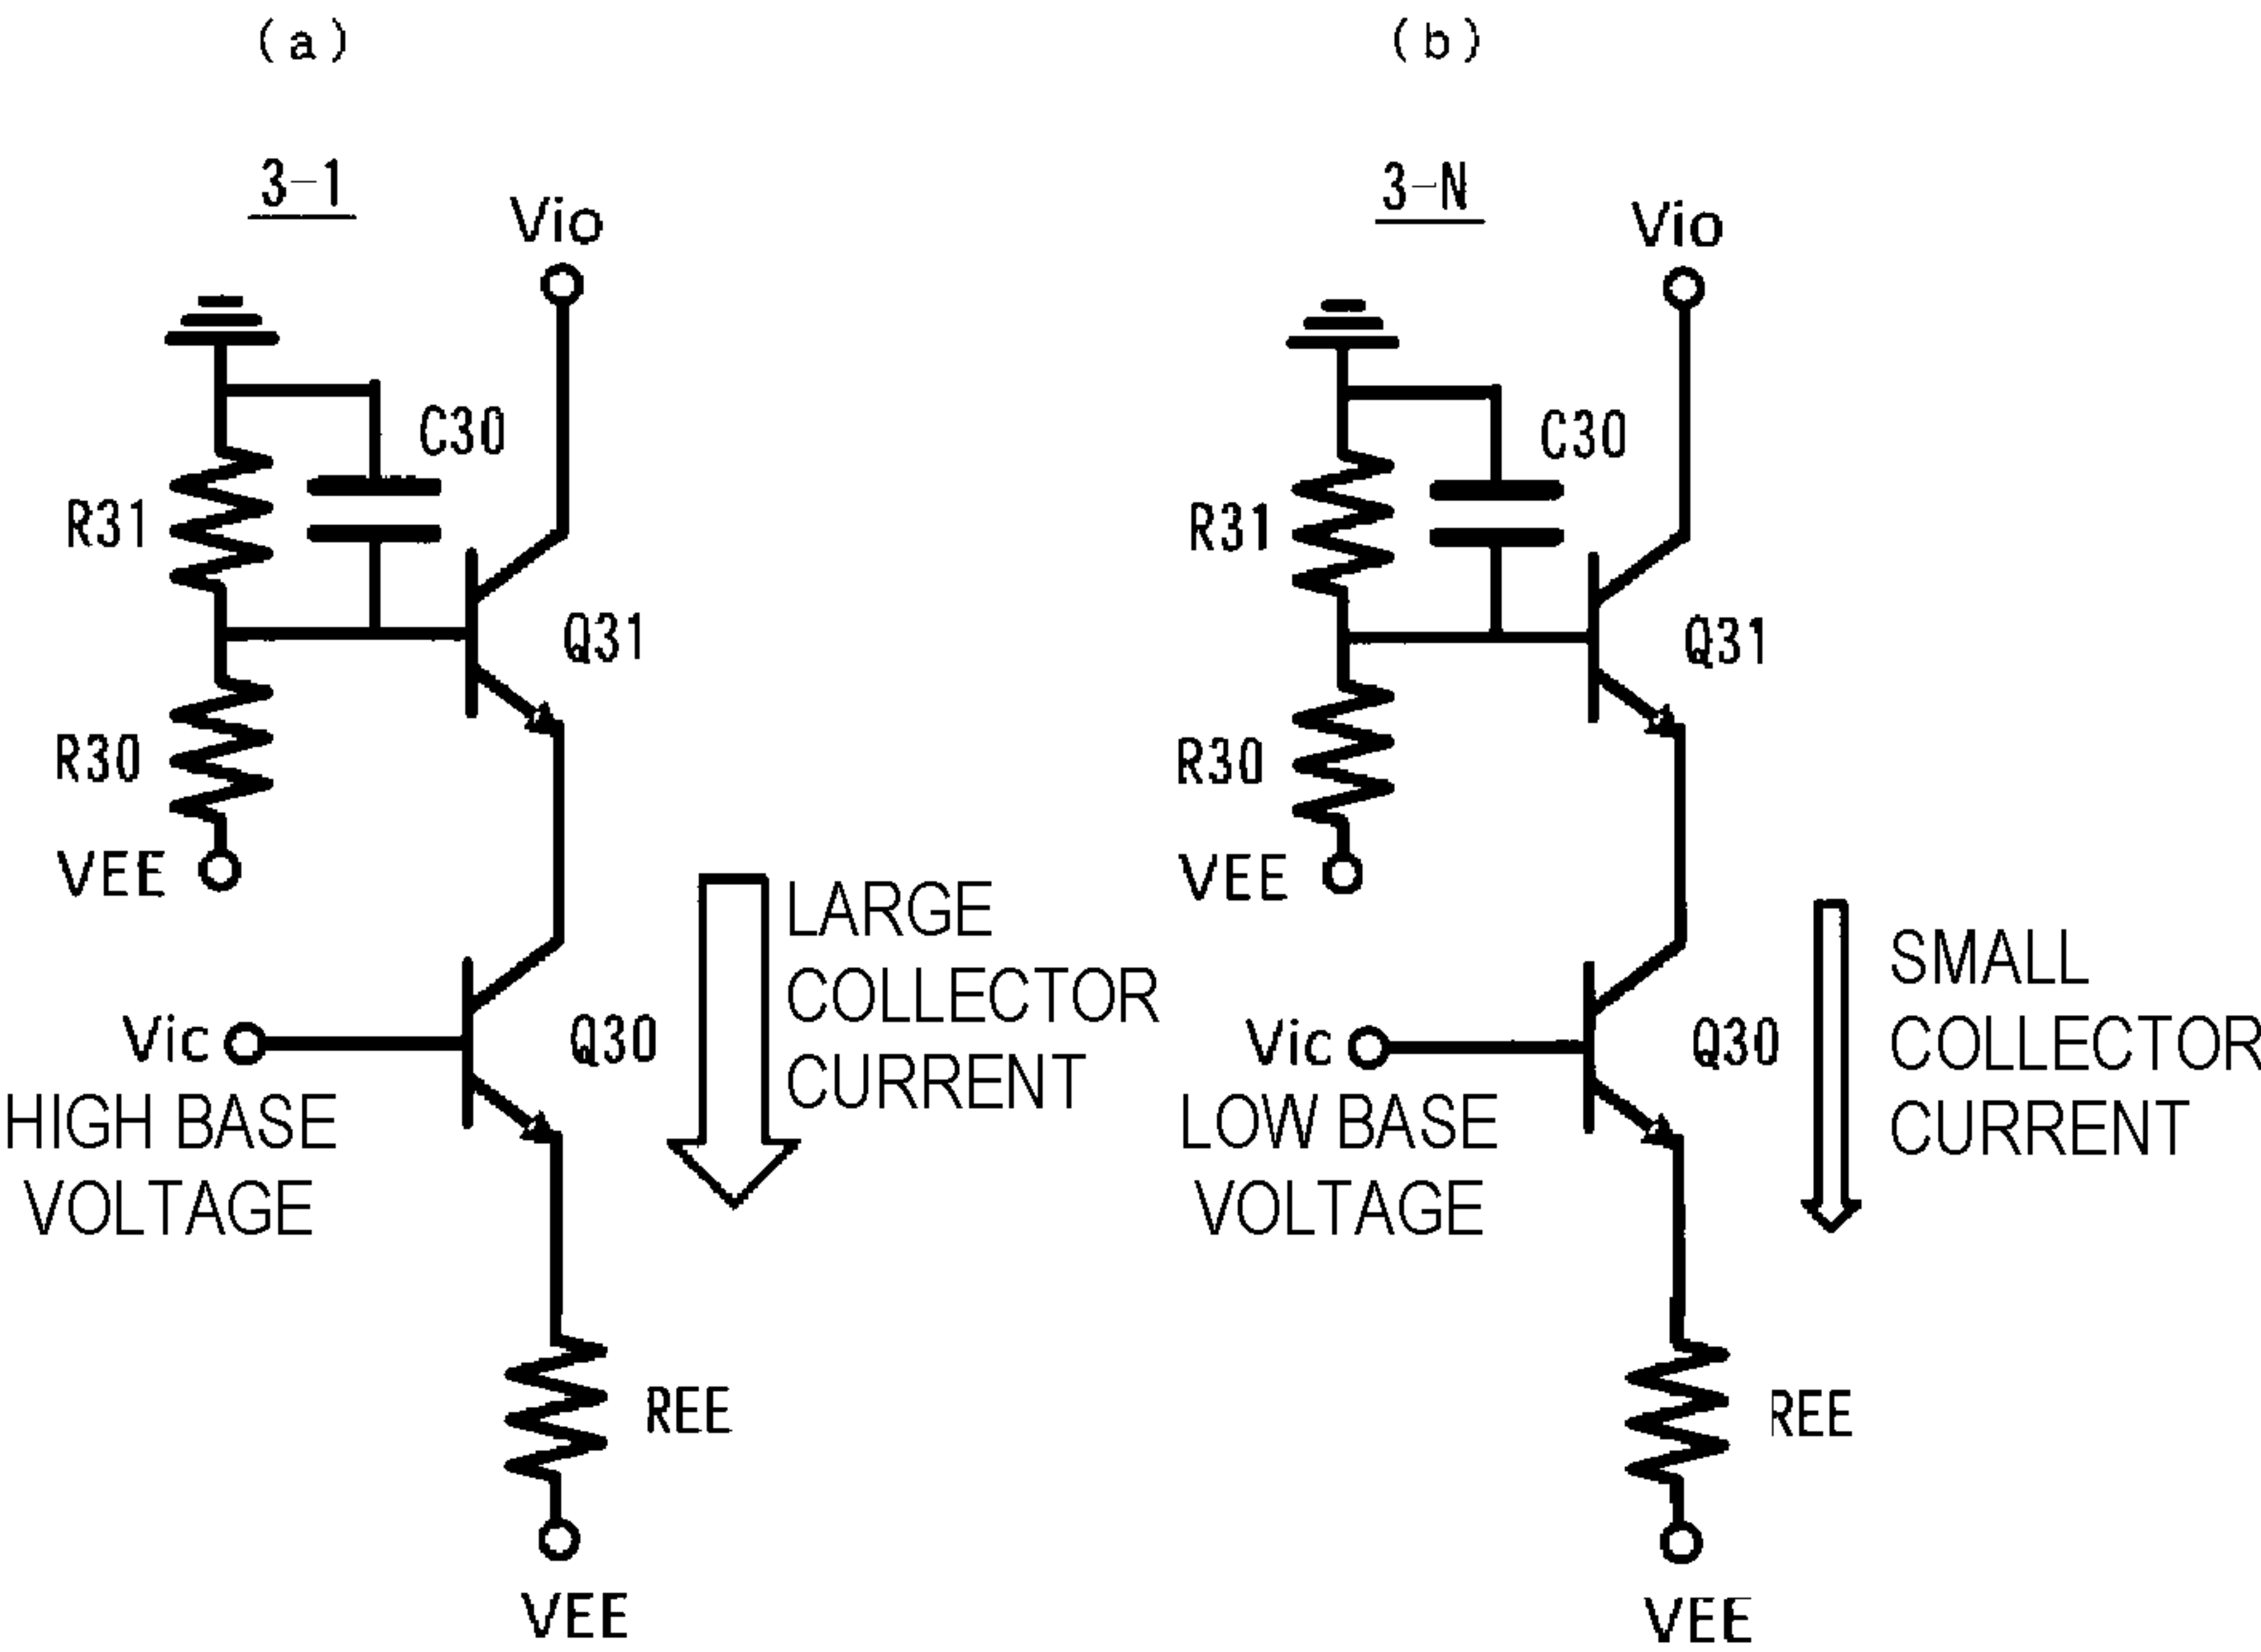 (a)
3-1
Vio
C30
R31
Q31
R30
VEE
LARGE
COLLECTOR
CURRENT
Vic
Q30
HIGH BASE
VOLTAGE
REE
VEE
(b)
3-N
Vio
C30
R31
Q31
R30
VEE
SMALL
COLLECTOR
CURRENT
Vic
Q30
LOW BASE
VOLTAGE
REE
VEE